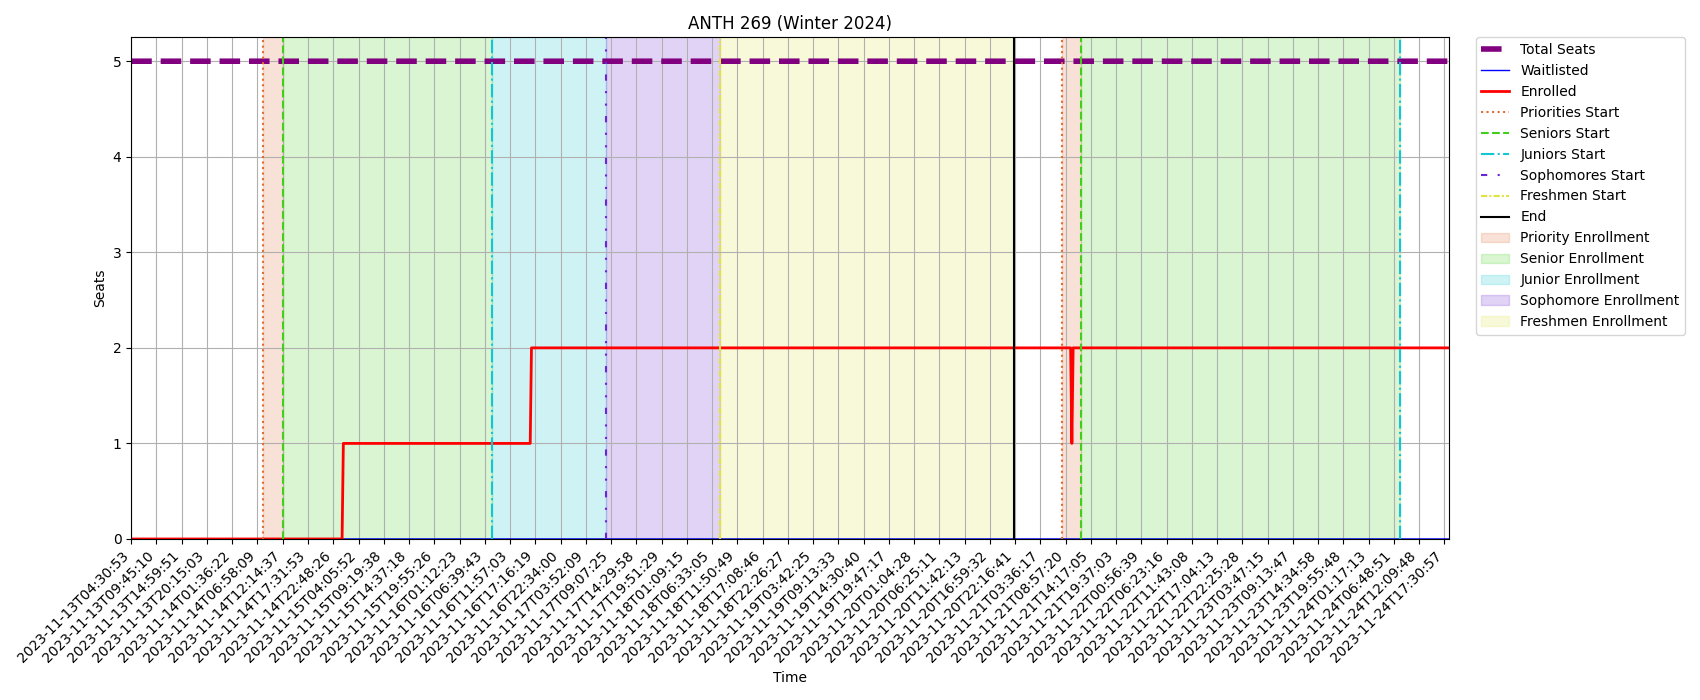 ANTH 269 (Winter 2024)
5
4
3
2
1
0
Seats
2023-11-13T04:30:53
2023-11-13T09:45:10
2023-11-13T14:59:51
2023-11-13T20:15:03
2023-11-14T01:36:22
2023-11-14T06:58:09
2023-11-14T12:14:37
2023-11-14T17:31:53
2023-11-14T22:48:26
2023-11-15T04:05:52
2023-11-15T09:19:38
2023-11-15T14:37:18
2023-11-15T19:55:26
2023-11-16T01:12:23
2023-11-16T06:39:43
2023-11-16T11:57:03
2023-11-16T17:16:19
2023-11-16T22:34:00
2023-11-17T03:52:09
2023-11-17T09:07:25
2023-11-17T14:29:58
2023-11-17T19:51:29
2023-11-18T01:09:15
2023-11-18T06:33:05
2023-11-18T11:50:49
2023-11-18T17:08:46
2023-11-18T22:26:27
2023-11-19T03:42:25
2023-11-19T09:13:33
2023-11-19T14:30:40
2023-11-19T19:47:17
2023-11-20T01:04:28
2023-11-20T06:25:11
2023-11-20T11:42:13
2023-11-20T16:59:32
2023-11-20T22:16:41
2023-11-21T03:36:17
2023-11-21T08:57:20
2023-11-21T14:17:05
2023-11-21T19:37:03
2023-11-22T00:56:39
2023-11-22T06:23:16
2023-11-22T11:43:08
2023-11-22T17:04:13
2023-11-22T22:25:28
2023-11-23T03:47:15
2023-11-23T09:13:47
2023-11-23T14:34:58
2023-11-23T19:55:48
2023-11-24T01:17:13
2023-11-24T06:48:51
2023-11-24T12:09:48
2023-11-24T17:30:57
Time
Total Seats
Waitlisted
Enrolled
Priorities Start
Seniors Start
Juniors Start
Sophomores Start
Freshmen Start
End
Priority Enrollment
Senior Enrollment
Junior Enrollment
Sophomore Enrollment
Freshmen Enrollment